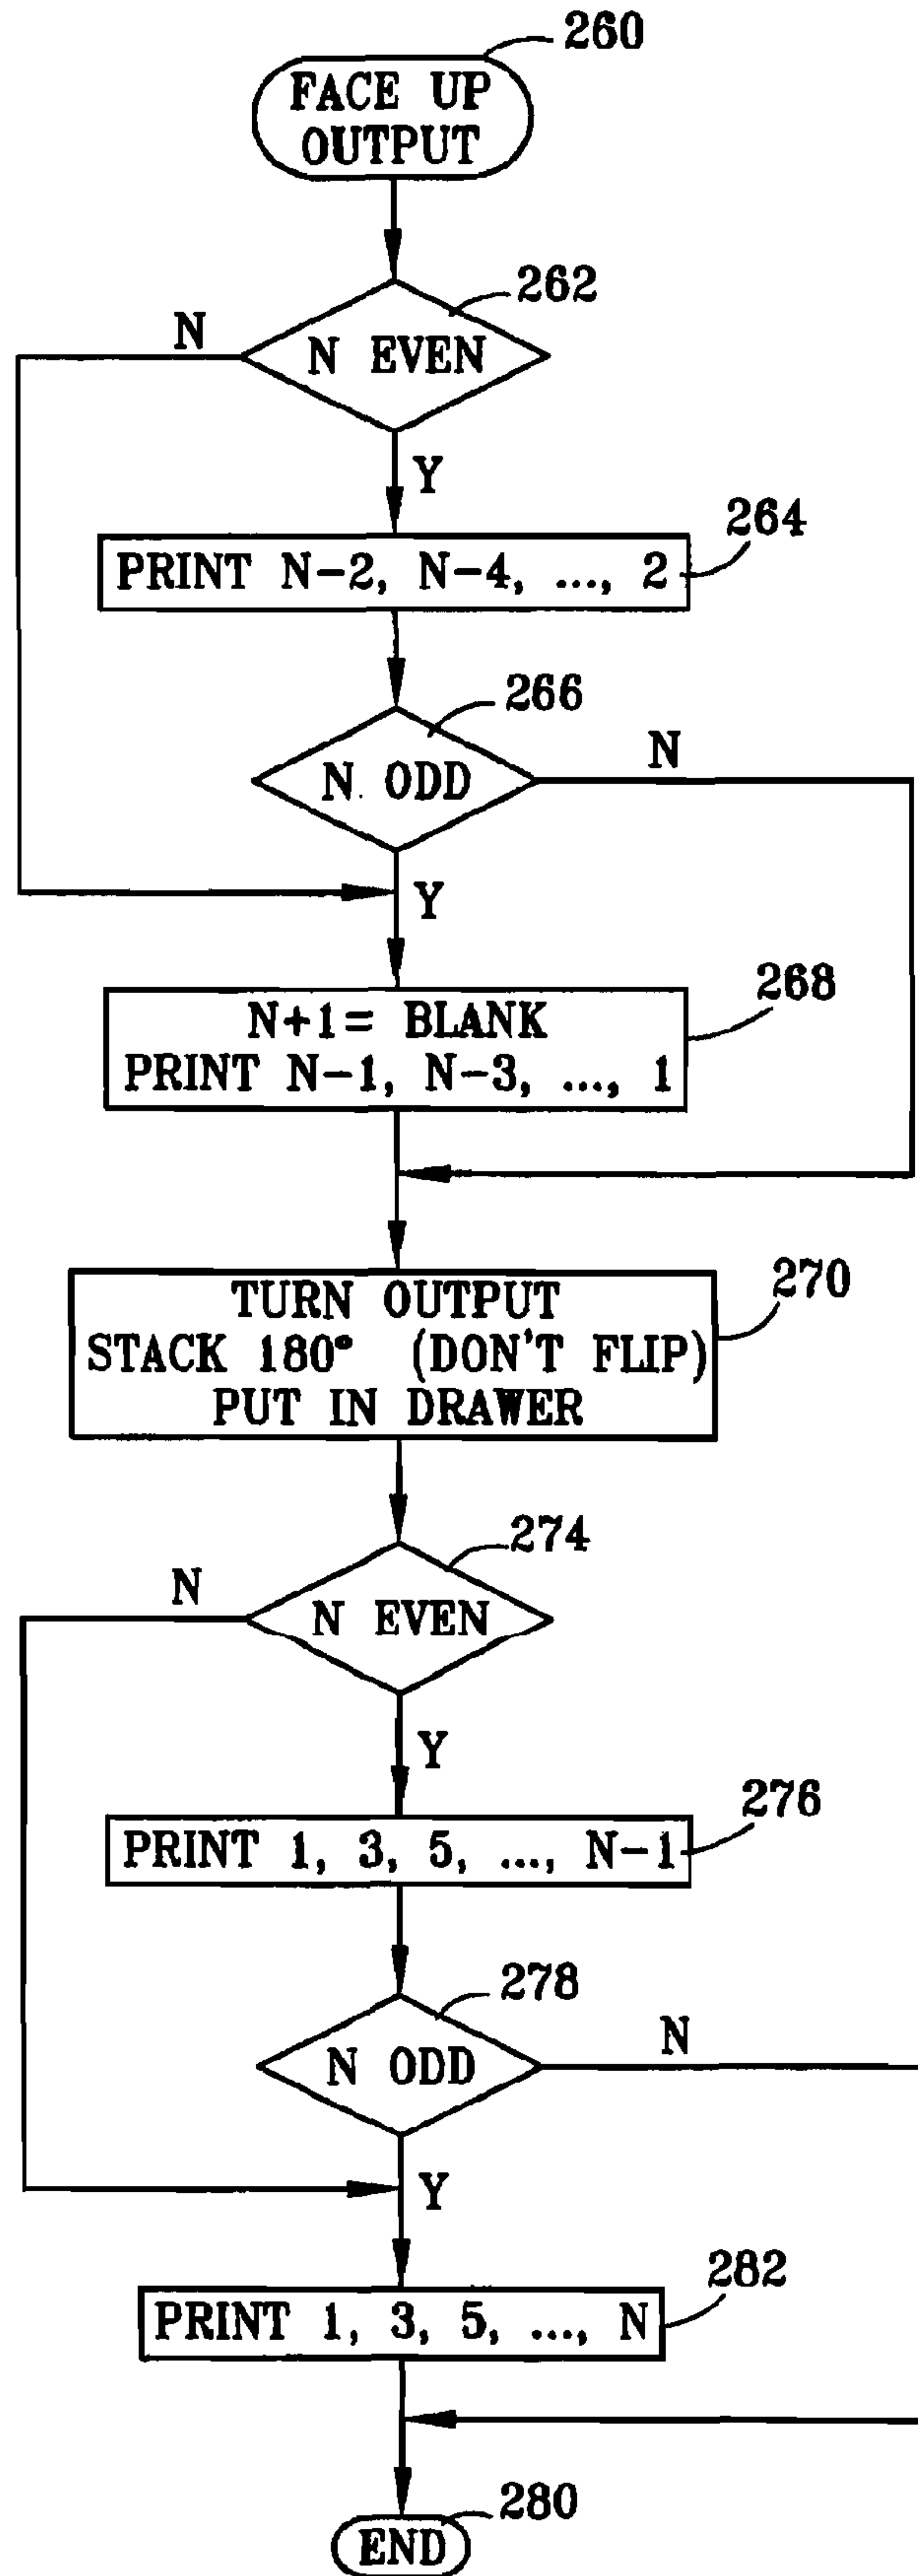 260
FACE UP
OUTPUT
262
N
N EVEN
Y
264
PRINT N-2, N-4, ..., 2
266
N
N ODD
Y
268
N+1= BLANK
PRINT N-1, N-3, ..., 1
270
TURN OUTPUT
STACK 180° (DON'T FLIP)
PUT IN DRAWER
274
N
N EVEN
Y
276
PRINT 1, 3, 5, ..., N-1
278
N
N ODD
Y
282
PRINT 1, 3, 5, ..., N
280
END